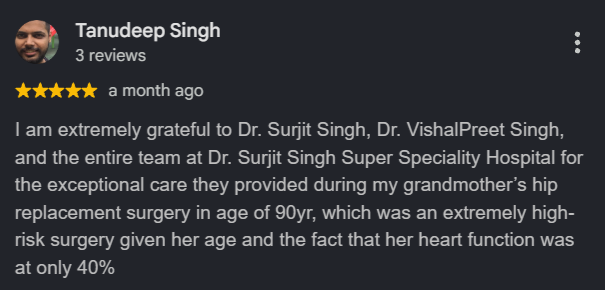 Tanudeep Singh
3 reviews
a month ago
I am extremely grateful to Dr. Surjit Singh, Dr. VishalPreet Singh,
and the entire team at Dr. Surjit Singh Super Speciality Hospital for
the exceptional care they provided during my grandmother’s hip
replacement surgery in age of 90yr, which was an extremely high-
risk surgery given her age and the fact that her heart function was
at only 40%